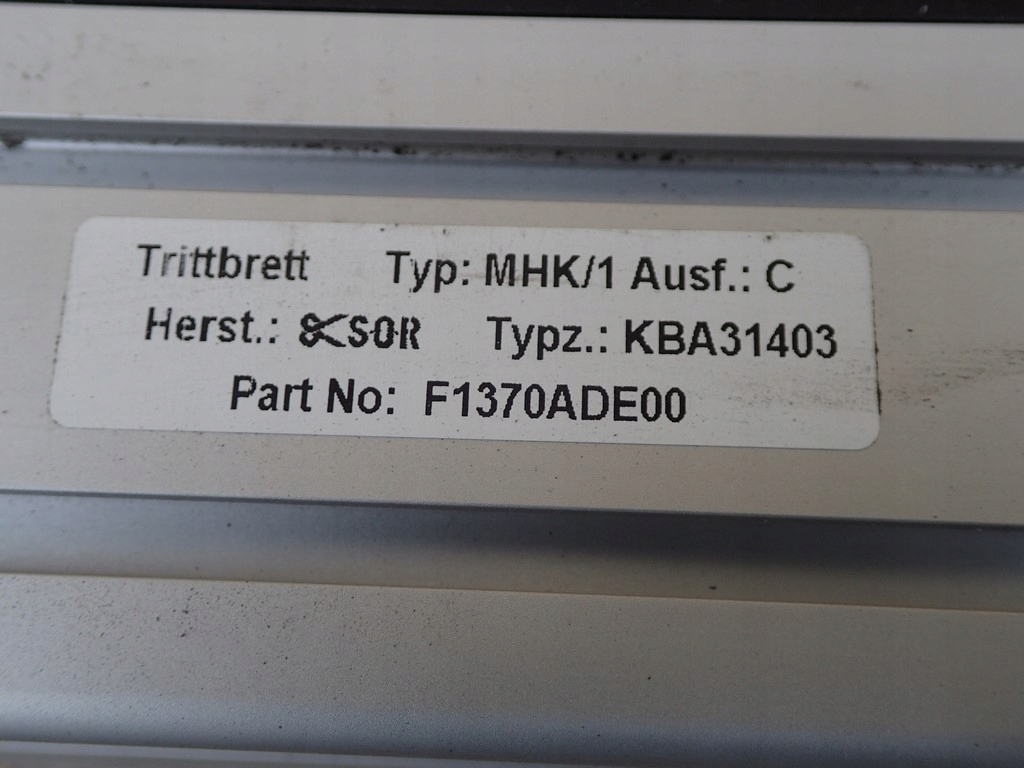 Trittbrett Typ: MHK/1 Ausf.: C
Herst.: SOR Typz.: KBA31403
Part No: F1370ADE00